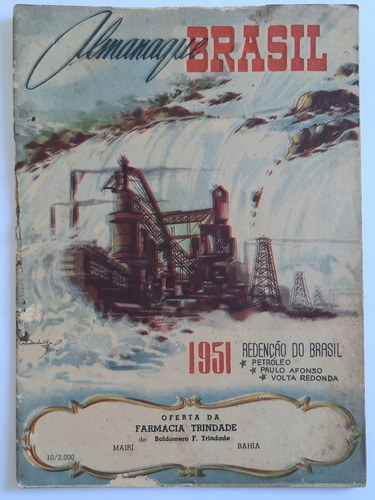 Almanaque BRASIL
1951
REDENÇÃO DO BRASIL
★ PETRÓLEO
★ PAULO AFONSO
★ VOLTA REDONDA
OFERTA DA
FARMÁCIA TRINDADE
de Baldomero F. Trindade
MAIRÍ BAHIA
10/2.000